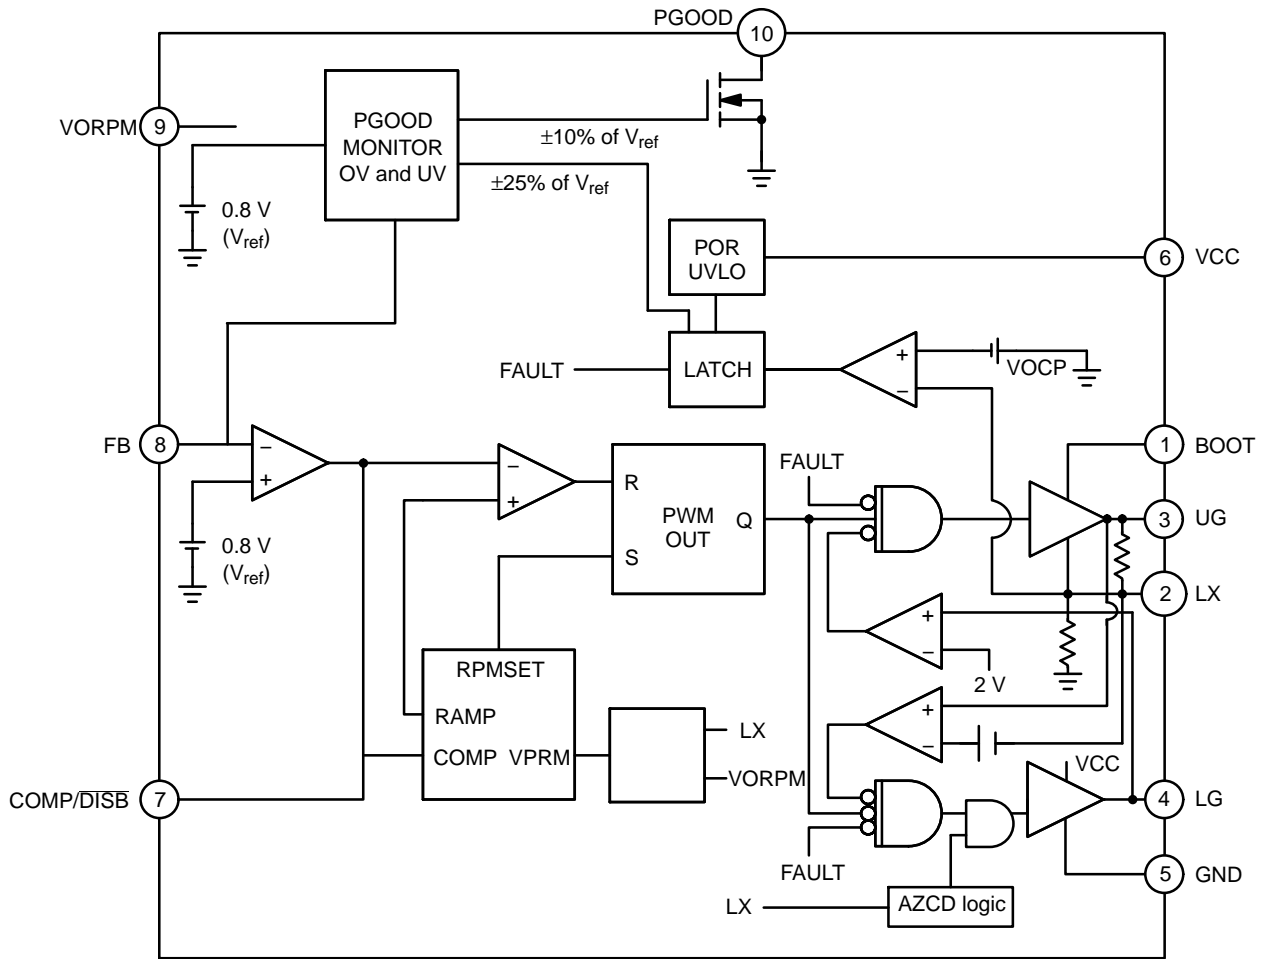 PGOOD
10
VORPM
9
PGOOD
MONITOR
OV and UV
±10% of Vref
±25% of Vref
0.8 V
(Vref)
POR
UVLO
6
VCC
FAULT
LATCH
+
−
VOCP
FB
8
−
+
−
+
R
S
PWM
OUT
Q
FAULT
1
BOOT
3
UG
2
LX
0.8 V
(Vref)
+
−
2 V
RPMSET
RAMP
COMP
VPRM
LX
VORPM
+
−
VCC
COMP/DISB
7
4
LG
FAULT
5
GND
LX
AZCD logic